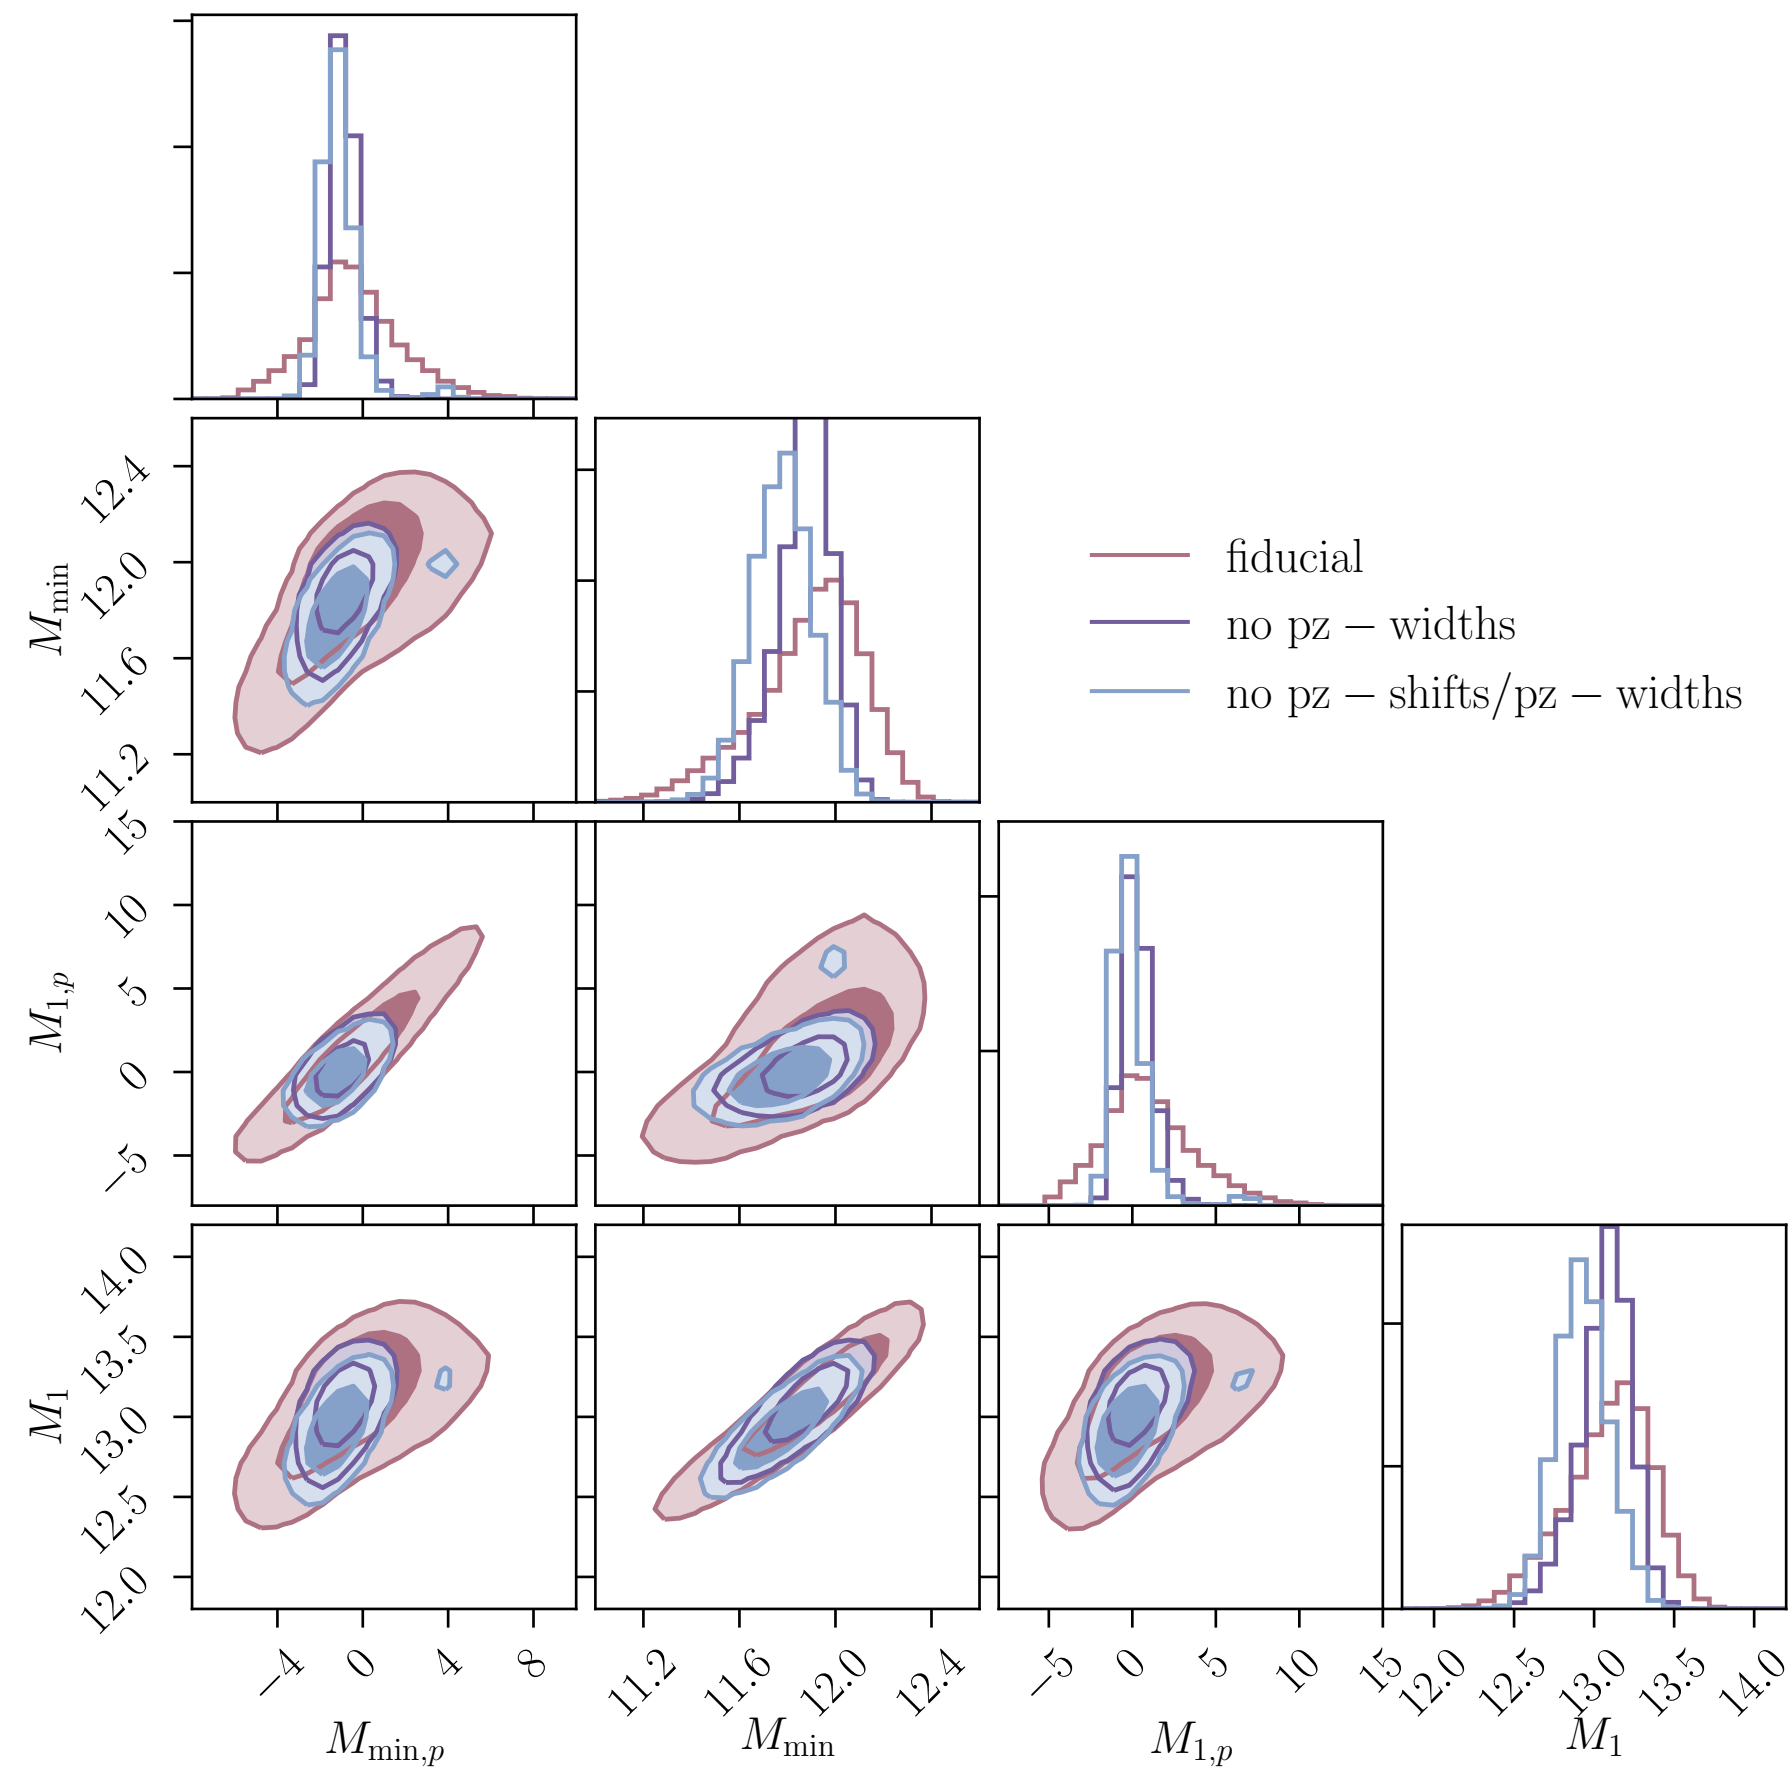 12.4
12.0
11.6
11.2
M_min
fiducial
no pz − widths
no pz − shifts/pz − widths
15
10
5
0
−5
M_1,p
14.0
13.5
13.0
12.5
12.0
M_1
−4 0 4 8
11.2 11.6 12.0 12.4
−5 0 5 10 15
12.0 12.5 13.0 13.5 14.0
M_min,p
M_min
M_1,p
M_1